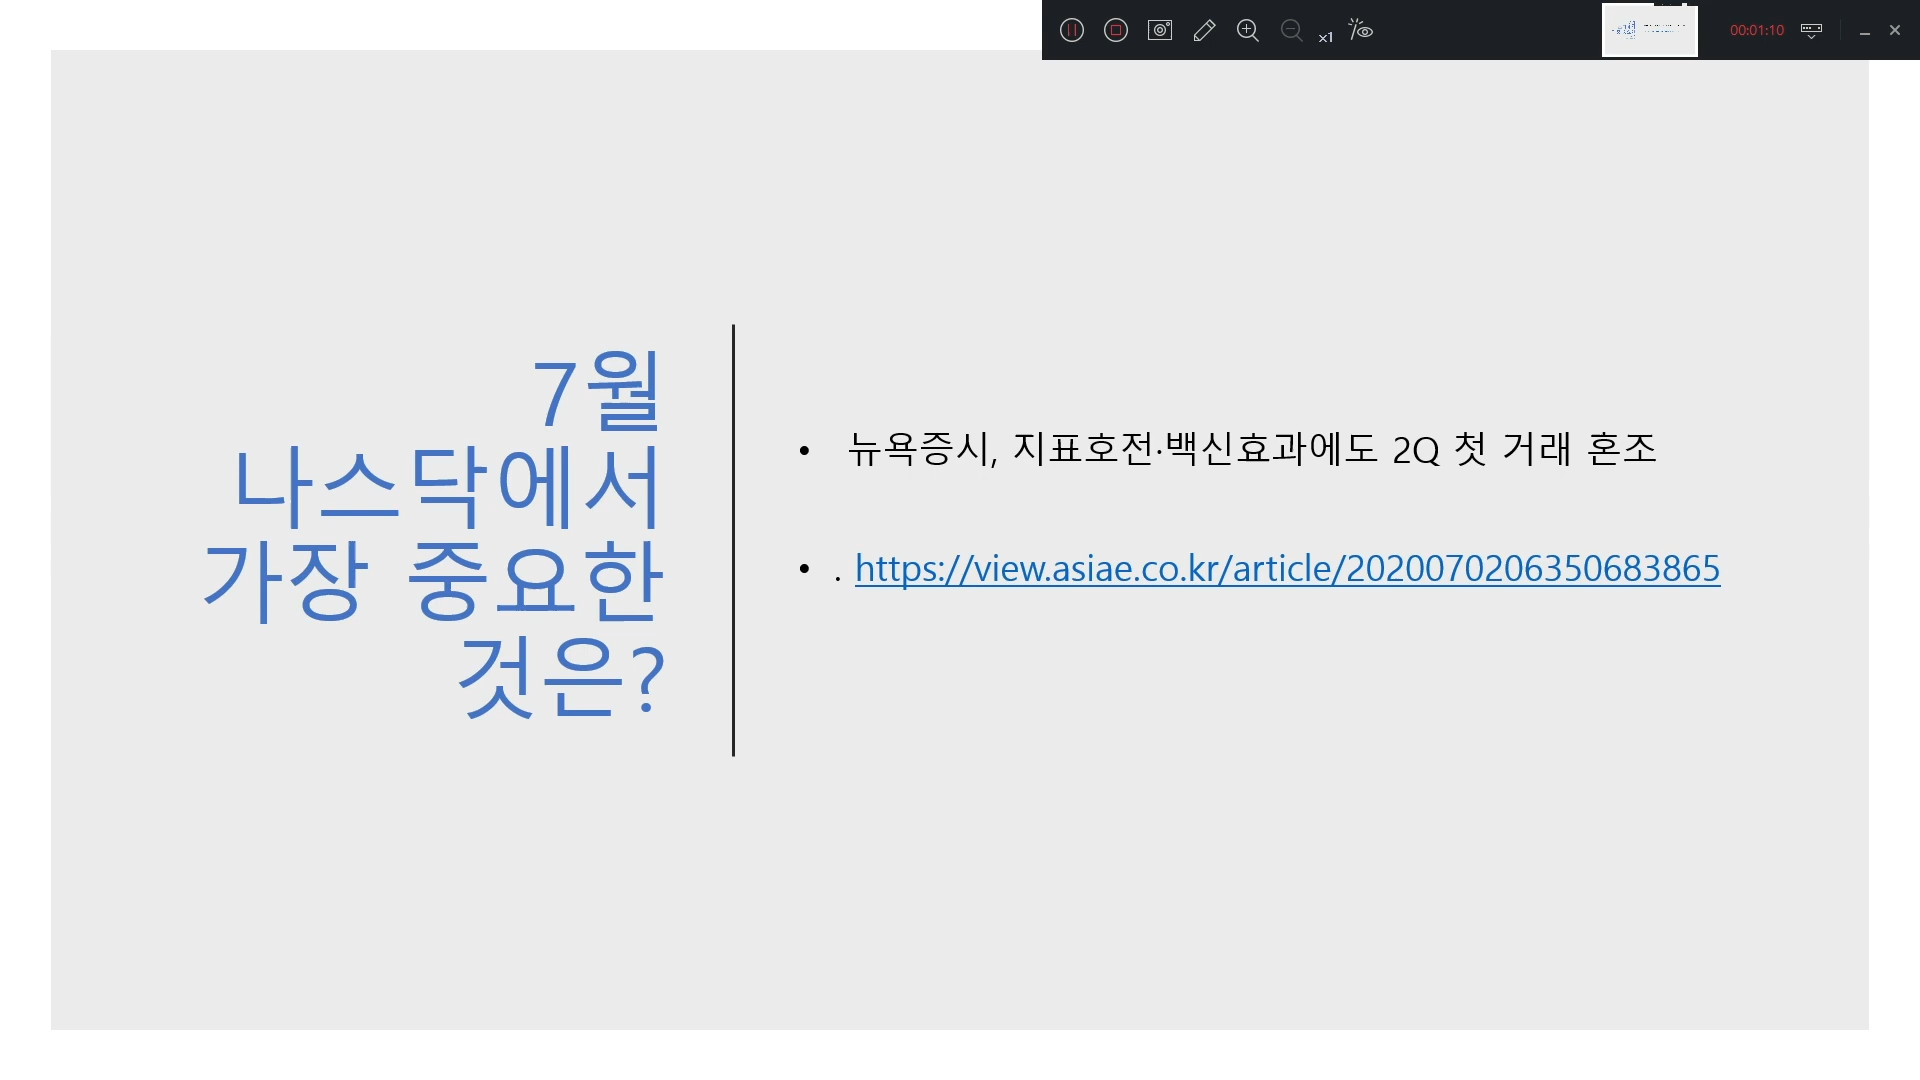 x1
00:01:10
7월
나스닥에서
가장 중요한
것은?
• 뉴욕증시, 지표호전·백신효과에도 2Q 첫 거래 혼조
• . https://view.asiae.co.kr/article/2020070206350683865